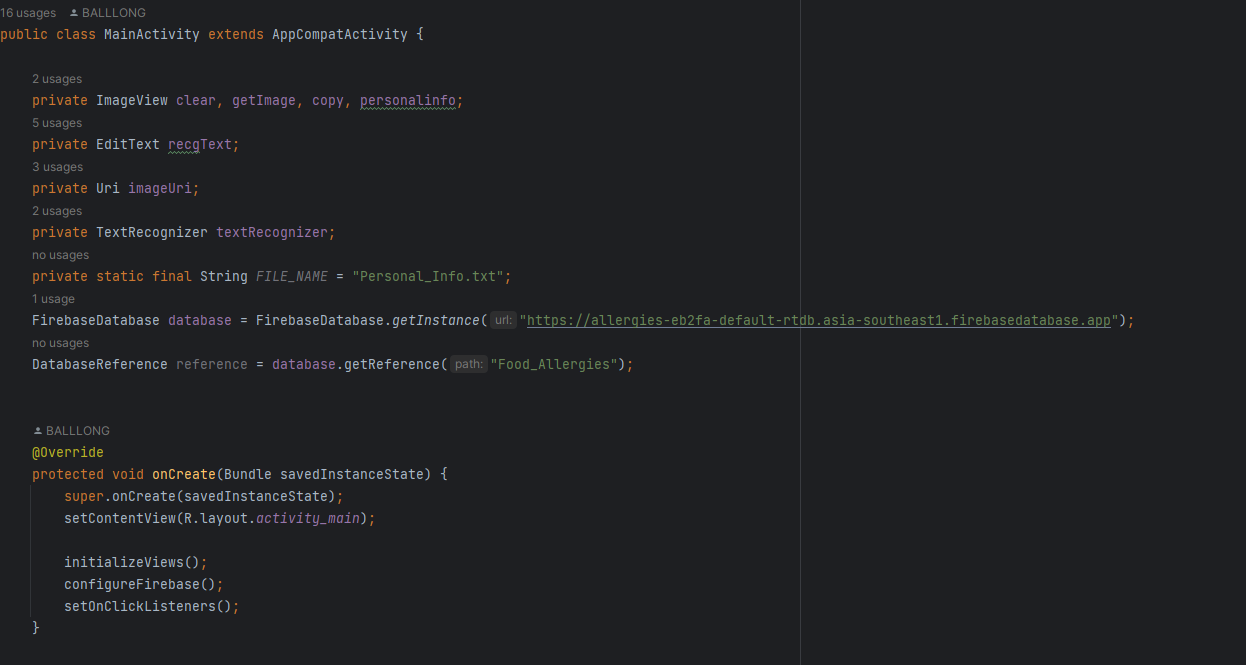 16 usages BALLLONG
public class MainActivity extends AppCompatActivity {
2 usages
private ImageView clear, getImage, copy, personalinfo;
5 usages
private EditText recgText;
3 usages
private Uri imageUri;
2 usages
private TextRecognizer textRecognizer;
no usages
private static final String FILE_NAME = "Personal_Info.txt";
1 usage
FirebaseDatabase database = FirebaseDatabase.getInstance( url: "https://allergies-eb2fa-default-rtdb.asia-southeast1.firebasedatabase.app");
no usages
DatabaseReference reference = database.getReference( path: "Food_Allergies");
BALLLONG
@Override
protected void onCreate(Bundle savedInstanceState) {
super.onCreate(savedInstanceState);
setContentView(R.layout.activity_main);
initializeViews();
configureFirebase();
setOnClickListeners();
}